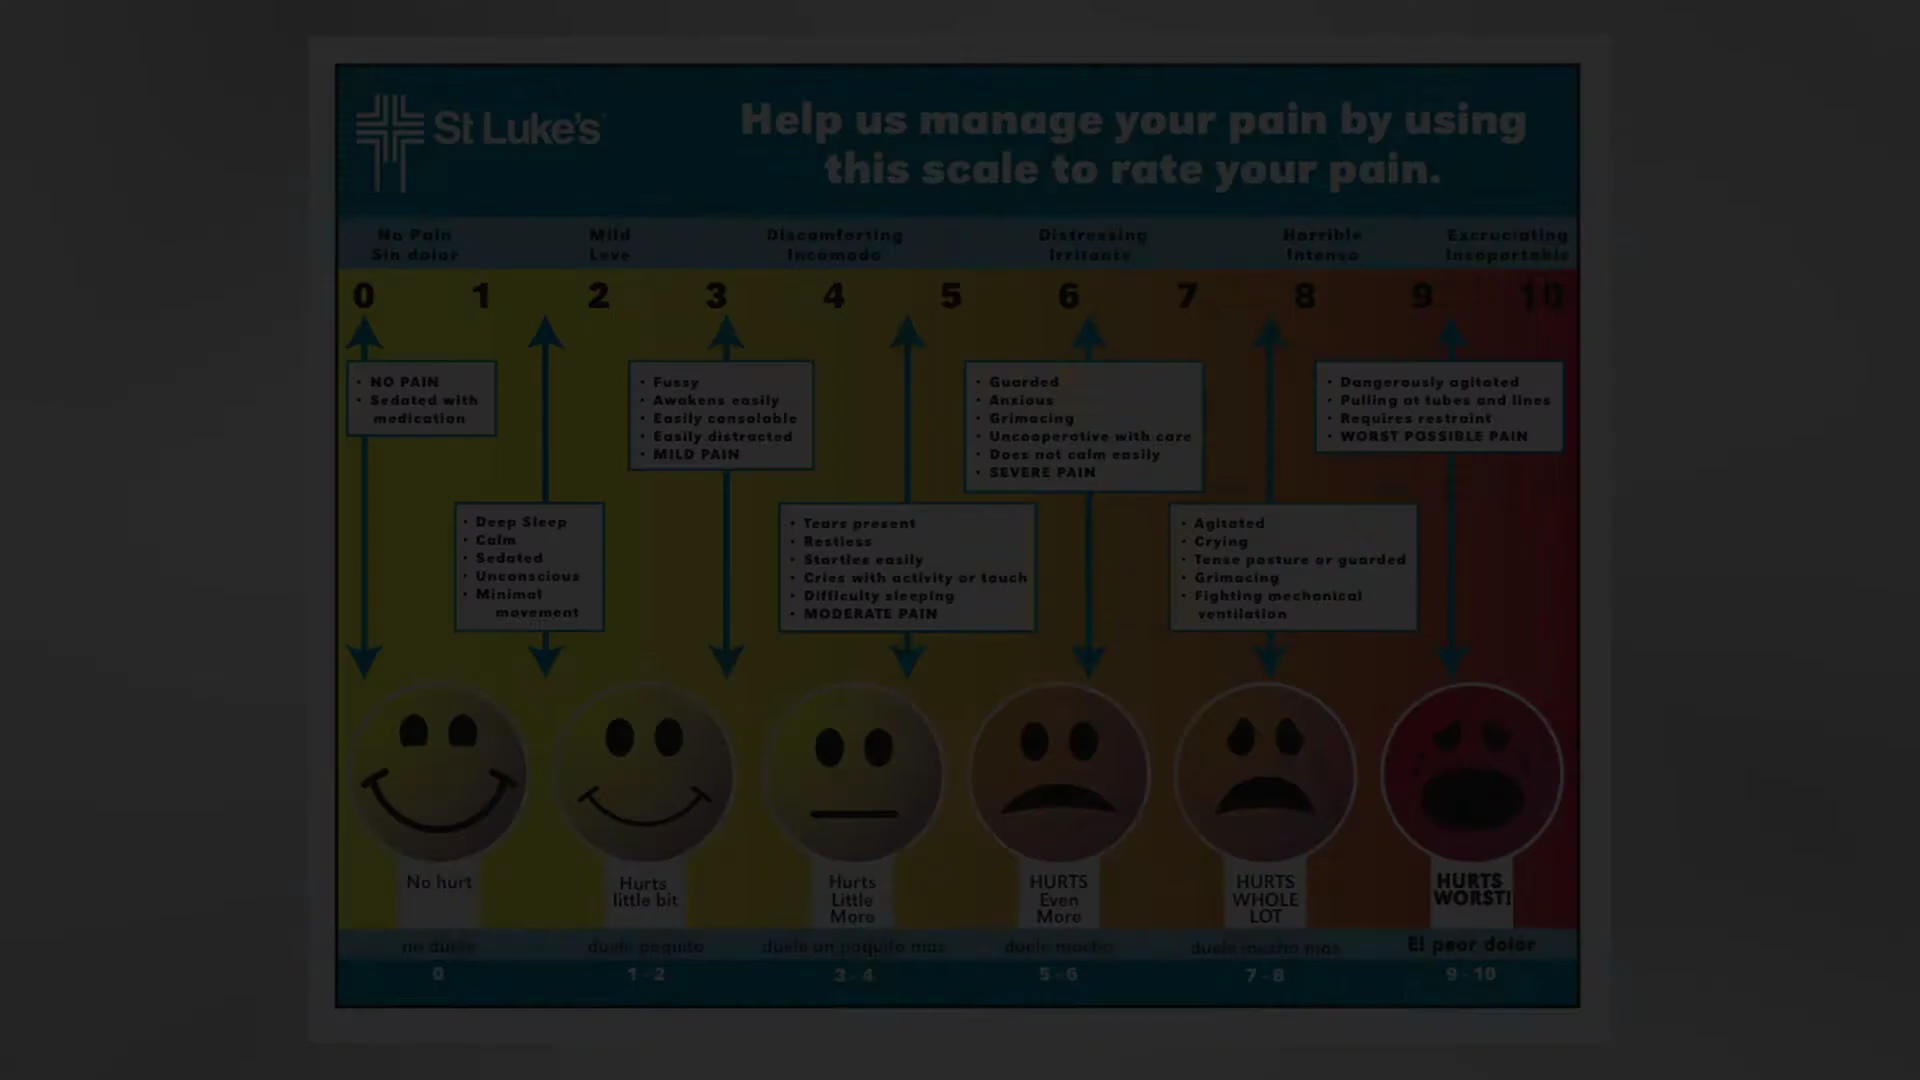 St Luke's
Help us manage your pain by using
this scale to rate your pain.
No Pain
Sin dolor
Mild
Leve
Discomforting
Incomodo
Distressing
Irritante
Horrible
Intenso
Excruciating
Insoportable
0 1 2 3 4 5 6 7 8 9 10
• NO PAIN
• Sedated with
medication
• Fussy
• Awakens easily
• Easily consolable
• Easily distracted
• MILD PAIN
• Guarded
• Anxious
• Grimacing
• Uncooperative with care
• Does not calm easily
• SEVERE PAIN
• Dangerously agitated
• Pulling at tubes and lines
• Requires restraint
• WORST POSSIBLE PAIN
• Deep Sleep
• Calm
• Sedated
• Unconscious
• Minimal
movement
• Tears present
• Restless
• Startles easily
• Cries with activity or touch
• Difficulty sleeping
• MODERATE PAIN
• Agitated
• Crying
• Tense posture or guarded
• Grimacing
• Fighting mechanical
ventilation
No hurt
Hurts
little bit
Hurts
Little
More
HURTS
Even
More
HURTS
WHOLE
LOT
HURTS
WORST!
no duele
duele poquito
duele un poquito mas
duele mucho
duele mucho mas
El peor dolor
0
1 - 2
3 - 4
5 - 6
7 - 8
9 - 10